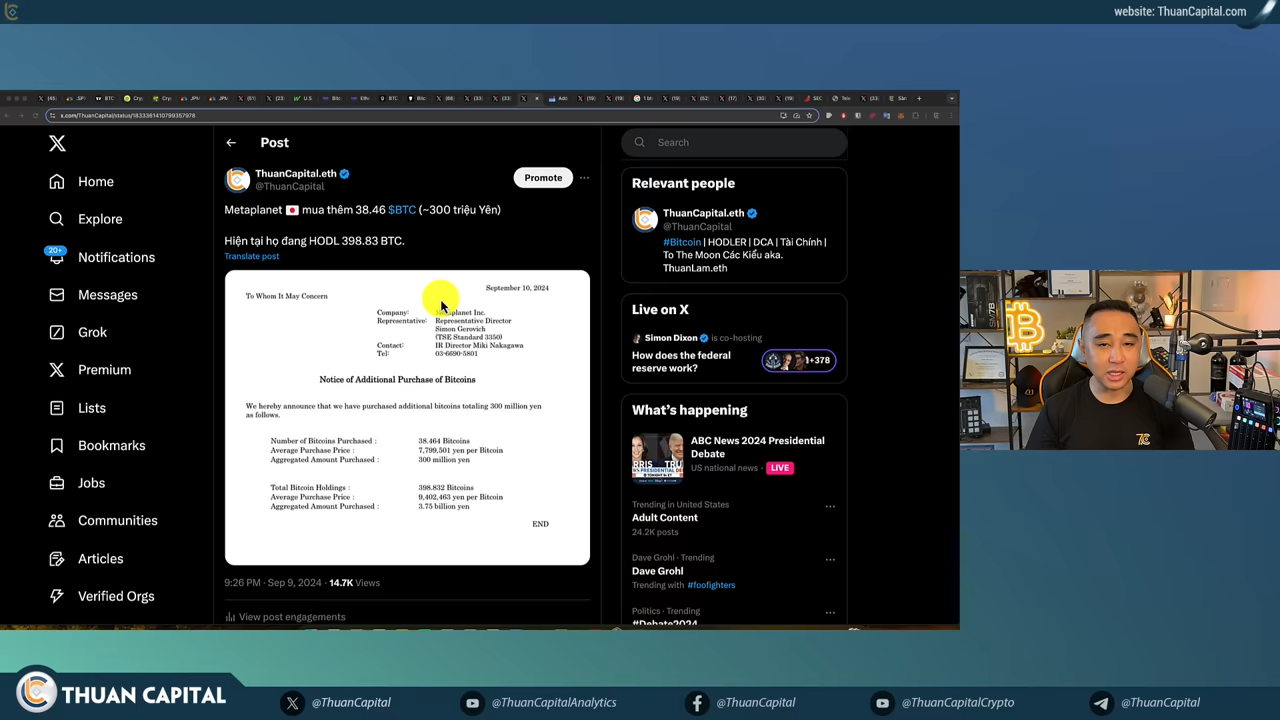 website: ThuanCapital.com
x.com/ThuanCapital/status/1833361410799357978
Home
Explore
20+
Notifications
Messages
Grok
Premium
Lists
Bookmarks
Jobs
Communities
Articles
Verified Orgs
Post
ThuanCapital.eth
@ThuanCapital
Promote
Metaplanet 🇯🇵 mua thêm 38.46 $BTC (~300 triệu Yên)
Hiện tại họ đang HODL 398.83 BTC.
Translate post
September 10, 2024
To Whom It May Concern
Company: Metaplanet Inc.
Representative: Representative Director
Simon Gerovich
(TSE Standard 3350)
Contact: IR Director Miki Nakagawa
Tel: 03-6690-5801
Notice of Additional Purchase of Bitcoins
We hereby announce that we have purchased additional bitcoins totaling 300 million yen
as follows.
Number of Bitcoins Purchased : 38.464 Bitcoins
Average Purchase Price : 7,799,501 yen per Bitcoin
Aggregated Amount Purchased : 300 million yen
Total Bitcoin Holdings : 398.832 Bitcoins
Average Purchase Price : 9,402,463 yen per Bitcoin
Aggregated Amount Purchased : 3.75 billion yen
END
9:26 PM · Sep 9, 2024 · 14.7K Views
View post engagements
Search
Relevant people
ThuanCapital.eth
@ThuanCapital
#Bitcoin | HODLER | DCA | Tài Chính |
To The Moon Các Kiểu aka.
ThuanLam.eth
Live on X
Simon Dixon is co-hosting
How does the federal
reserve work?
+378
What's happening
ABC News 2024 Presidential
Debate
US national news · LIVE
Trending in United States
Adult Content
24.2K posts
Dave Grohl · Trending
Dave Grohl
Trending with #foofighters
Politics · Trending
#Debate2024
THUAN CAPITAL
@ThuanCapital
@ThuanCapitalAnalytics
@ThuanCapital
@ThuanCapitalCrypto
@ThuanCapital